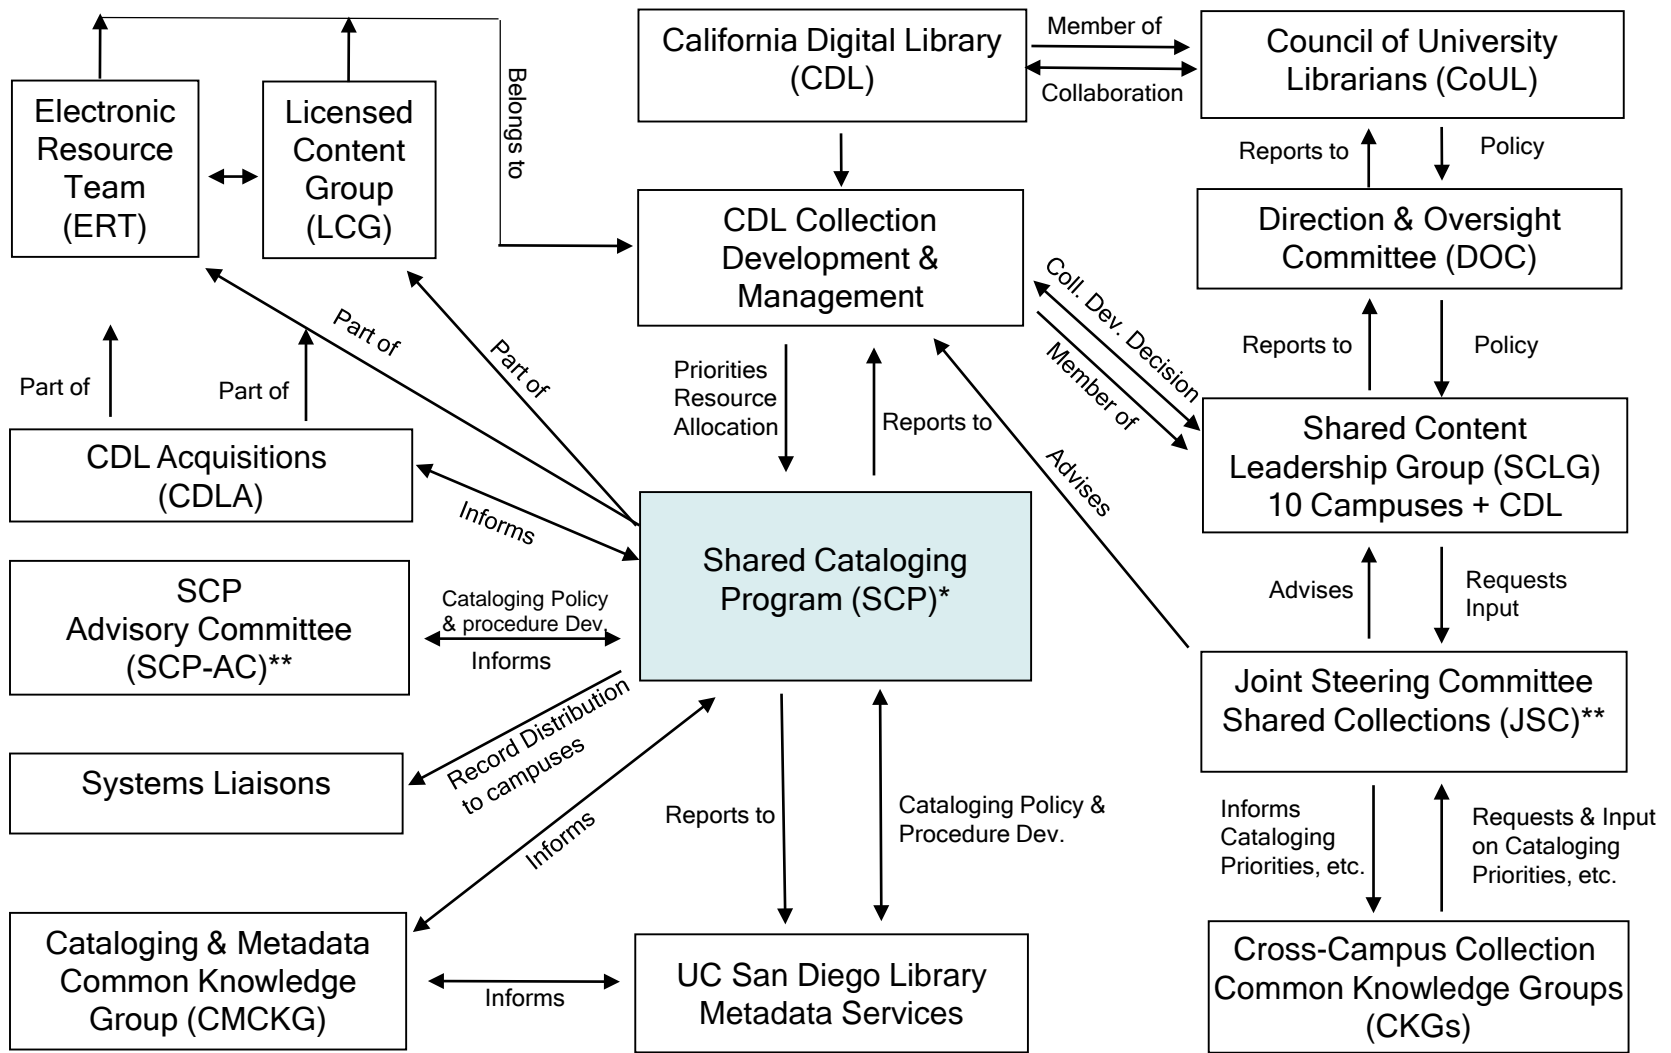 California Digital Library
(CDL)
Member of
Collaboration
Council of University
Librarians (CoUL)
Electronic
Resource
Team
(ERT)
Licensed
Content
Group
(LCG)
Belongs to
Reports to
Policy
CDL Collection
Development &
Management
Direction & Oversight
Committee (DOC)
Coll. Dev. Decision
Member of
Reports to
Policy
Part of
Part of
Part of
Part of
Priorities
Resource
Allocation
Reports to
Advises
Shared Content
Leadership Group (SCLG)
10 Campuses + CDL
CDL Acquisitions
(CDLA)
Informs
Shared Cataloging
Program (SCP)*
Advises
Requests
Input
SCP
Advisory Committee
(SCP-AC)**
Cataloging Policy
& procedure Dev.
Informs
Joint Steering Committee
Shared Collections (JSC)**
Record Distribution
to campuses
Systems Liaisons
Informs
Reports to
Cataloging Policy &
Procedure Dev.
Informs
Cataloging
Priorities, etc.
Requests & Input
on Cataloging
Priorities, etc.
Cataloging & Metadata
Common Knowledge
Group (CMCKG)
Informs
UC San Diego Library
Metadata Services
Cross-Campus Collection
Common Knowledge Groups
(CKGs)